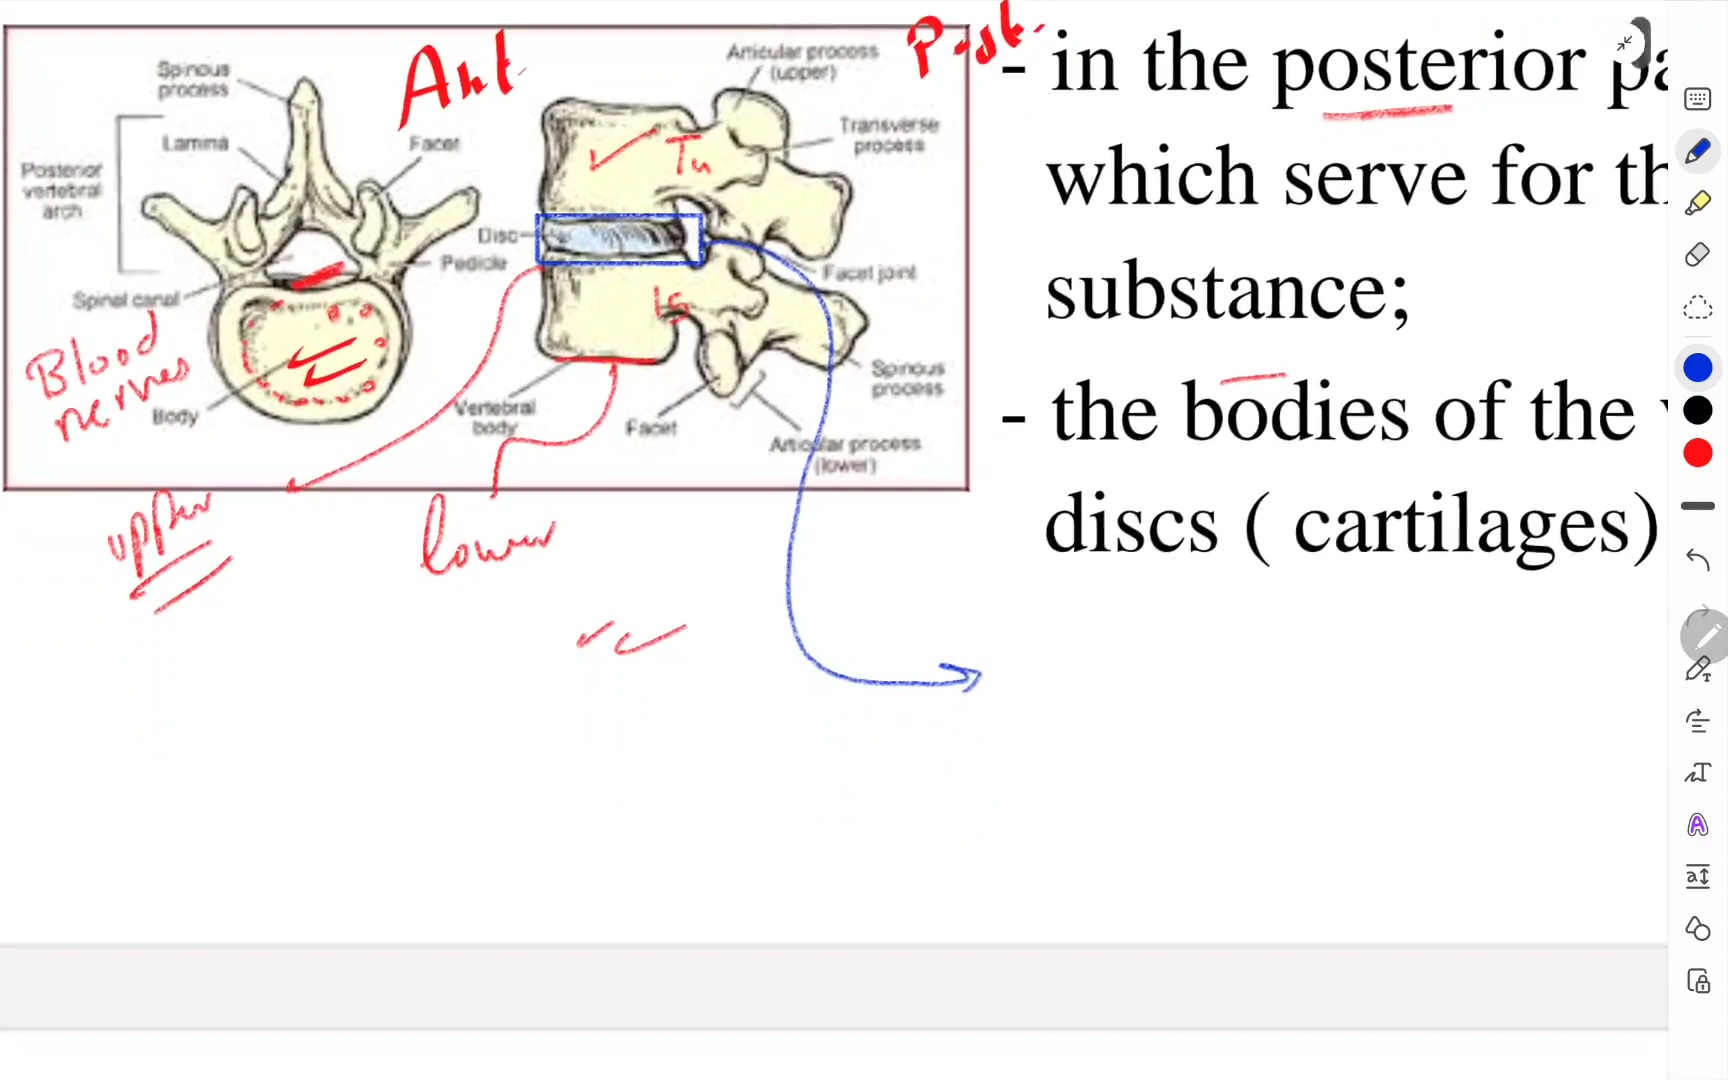 Spinous
process
Lamina
Facet
Posterior
vertebral
arch
Pedicle
Spinal canal
Body
Blood
nerves
Ant
Post.
Articular process
(upper)
Transverse
process
Disc
Facet joint
Spinous
process
Vertebral
body
Facet
Articular process
(lower)
upper
lower
- in the posterior pa
which serve for th
substance;
- the bodies of the
discs ( cartilages)